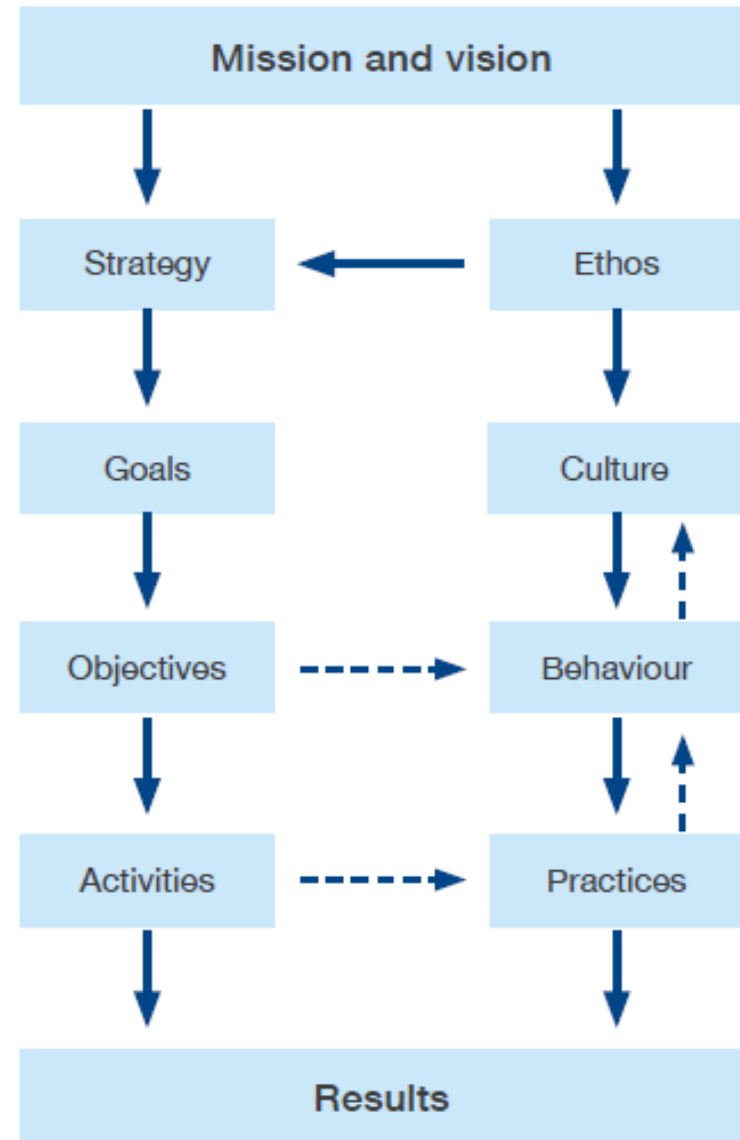 Mission and vision
Strategy
Ethos
Goals
Culture
Objectives
Behaviour
Activities
Practices
Results